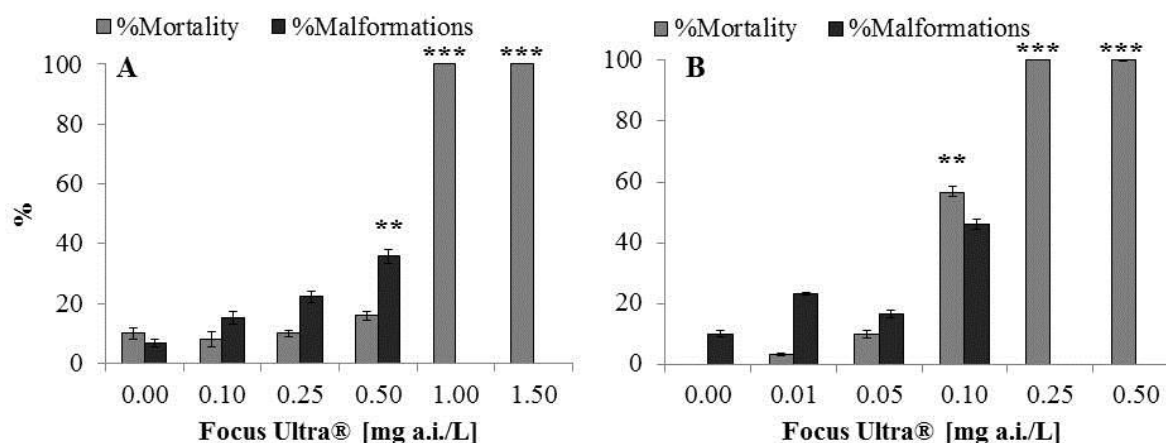 %Mortality %Malformations
*** ***
100 A
80
60
40
20
0
%
**
0.00 0.10 0.25 0.50 1.00 1.50
Focus Ultra® [mg a.i./L]
%Mortality %Malformations
*** ***
100 B
80
60
40
20
0
**
0.00 0.01 0.05 0.10 0.25 0.50
Focus Ultra® [mg a.i./L]